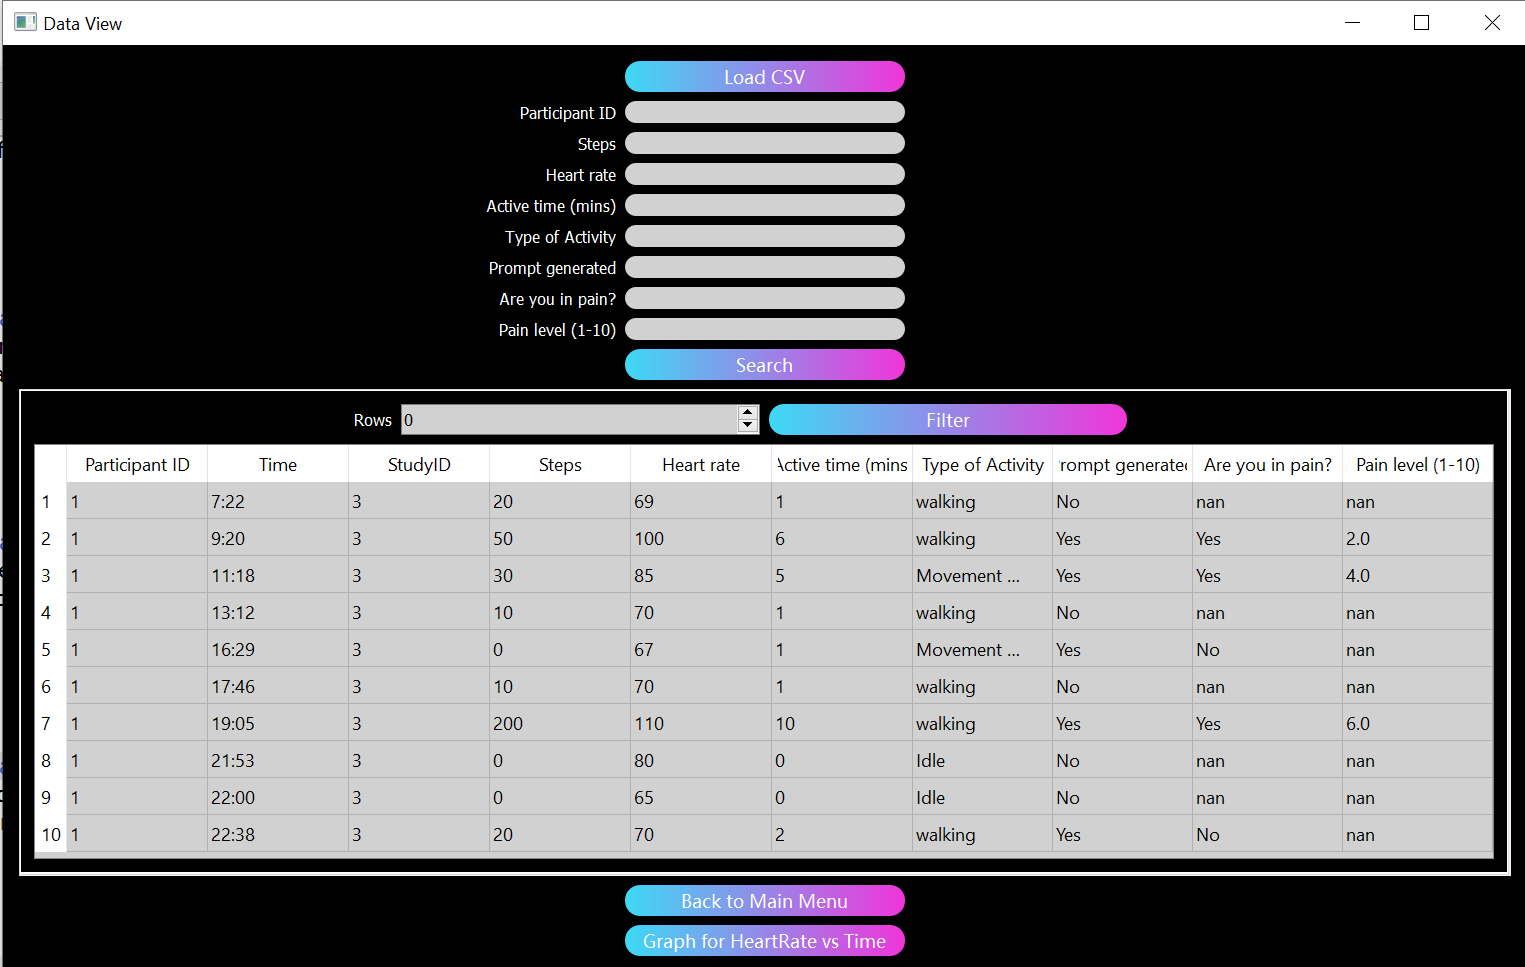 Data View
Load CSV
Participant ID
Steps
Heart rate
Active time (mins)
Type of Activity
Prompt generated
Are you in pain?
Pain level (1-10)
Search
Rows 0 Filter
Participant ID Time StudyID Steps Heart rate Active time (mins Type of Activity rompt generated Are you in pain? Pain level (1-10)
1 1 7:22 3 20 69 1 walking No nan nan
2 1 9:20 3 50 100 6 walking Yes Yes 2.0
3 1 11:18 3 30 85 5 Movement ... Yes Yes 4.0
4 1 13:12 3 10 70 1 walking No nan nan
5 1 16:29 3 0 67 1 Movement ... Yes No nan
6 1 17:46 3 10 70 1 walking No nan nan
7 1 19:05 3 200 110 10 walking Yes Yes 6.0
8 1 21:53 3 0 80 0 Idle No nan nan
9 1 22:00 3 0 65 0 Idle No nan nan
10 1 22:38 3 20 70 2 walking Yes No nan
Back to Main Menu
Graph for HeartRate vs Time